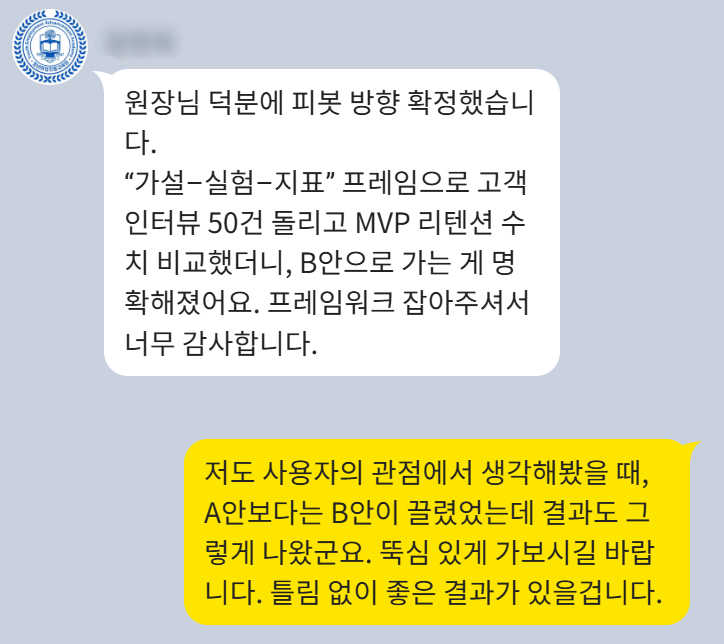 원장님 덕분에 피봇 방향 확정했습니
다.
“가설–실험–지표” 프레임으로 고객
인터뷰 50건 돌리고 MVP 리텐션 수
치 비교했더니, B안으로 가는 게 명
확해졌어요. 프레임워크 잡아주셔서
너무 감사합니다.
저도 사용자의 관점에서 생각해봤을 때,
A안보다는 B안이 끌렸었는데 결과도 그
렇게 나왔군요. 뚝심 있게 가보시길 바랍
니다. 틀림 없이 좋은 결과가 있을겁니다.